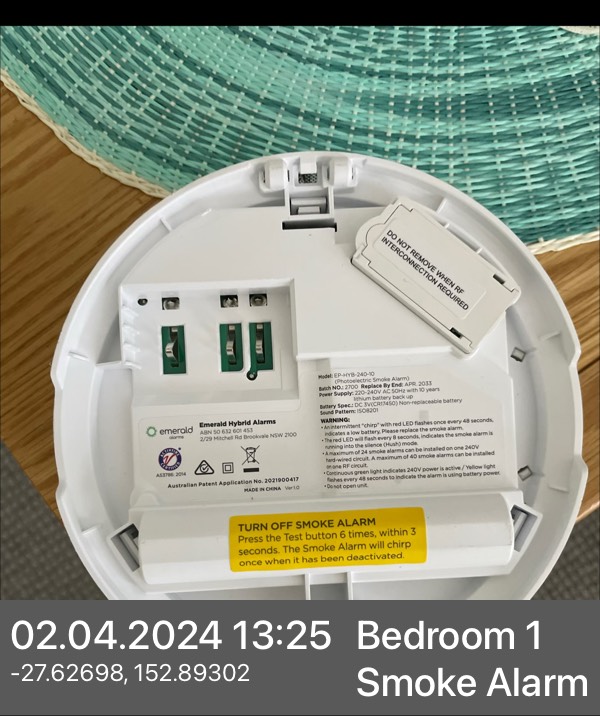 DO NOT REMOVE WHEN RF
INTERCONNECTION REQUIRED
Model: EP-HYB-240-10
(Photoelectric Smoke Alarm)
Batch NO.: 2700 Replace By End: APR. 2033
Power Supply: 220-240V AC 50Hz with 10 years
lithium battery back up
Battery Spec.: DC 3V(CR17450) Non-replaceable battery
Sound Pattern: ISO8201
WARNING:
• An intermittent "chirp" with red LED flashes once every 48 seconds,
indicates a low battery. Please replace the smoke alarm.
• The red LED will flash every 8 seconds, indicates the smoke alarm is
running into the silence (Hush) mode.
• A maximum of 24 smoke alarms can be installed on one 240V
hard-wired circuit. A maximum of 40 smoke alarms can be installed
on one RF circuit.
• Continuous green light indicates 240V power is active / Yellow light
flashes every 48 seconds to indicate the alarm is using battery power.
• Do not open unit.
emerald
alarms
Emerald Hybrid Alarms
ABN 50 632 601 453
2/29 Mitchell Rd Brookvale NSW 2100
AS3786: 2014
Australian Patent Application No. 2021900417
MADE IN CHINA Ver 1.0
TURN OFF SMOKE ALARM
Press the Test button 6 times, within 3
seconds. The Smoke Alarm will chirp
once when it has been deactivated.
02.04.2024 13:25
-27.62698, 152.89302
Bedroom 1
Smoke Alarm